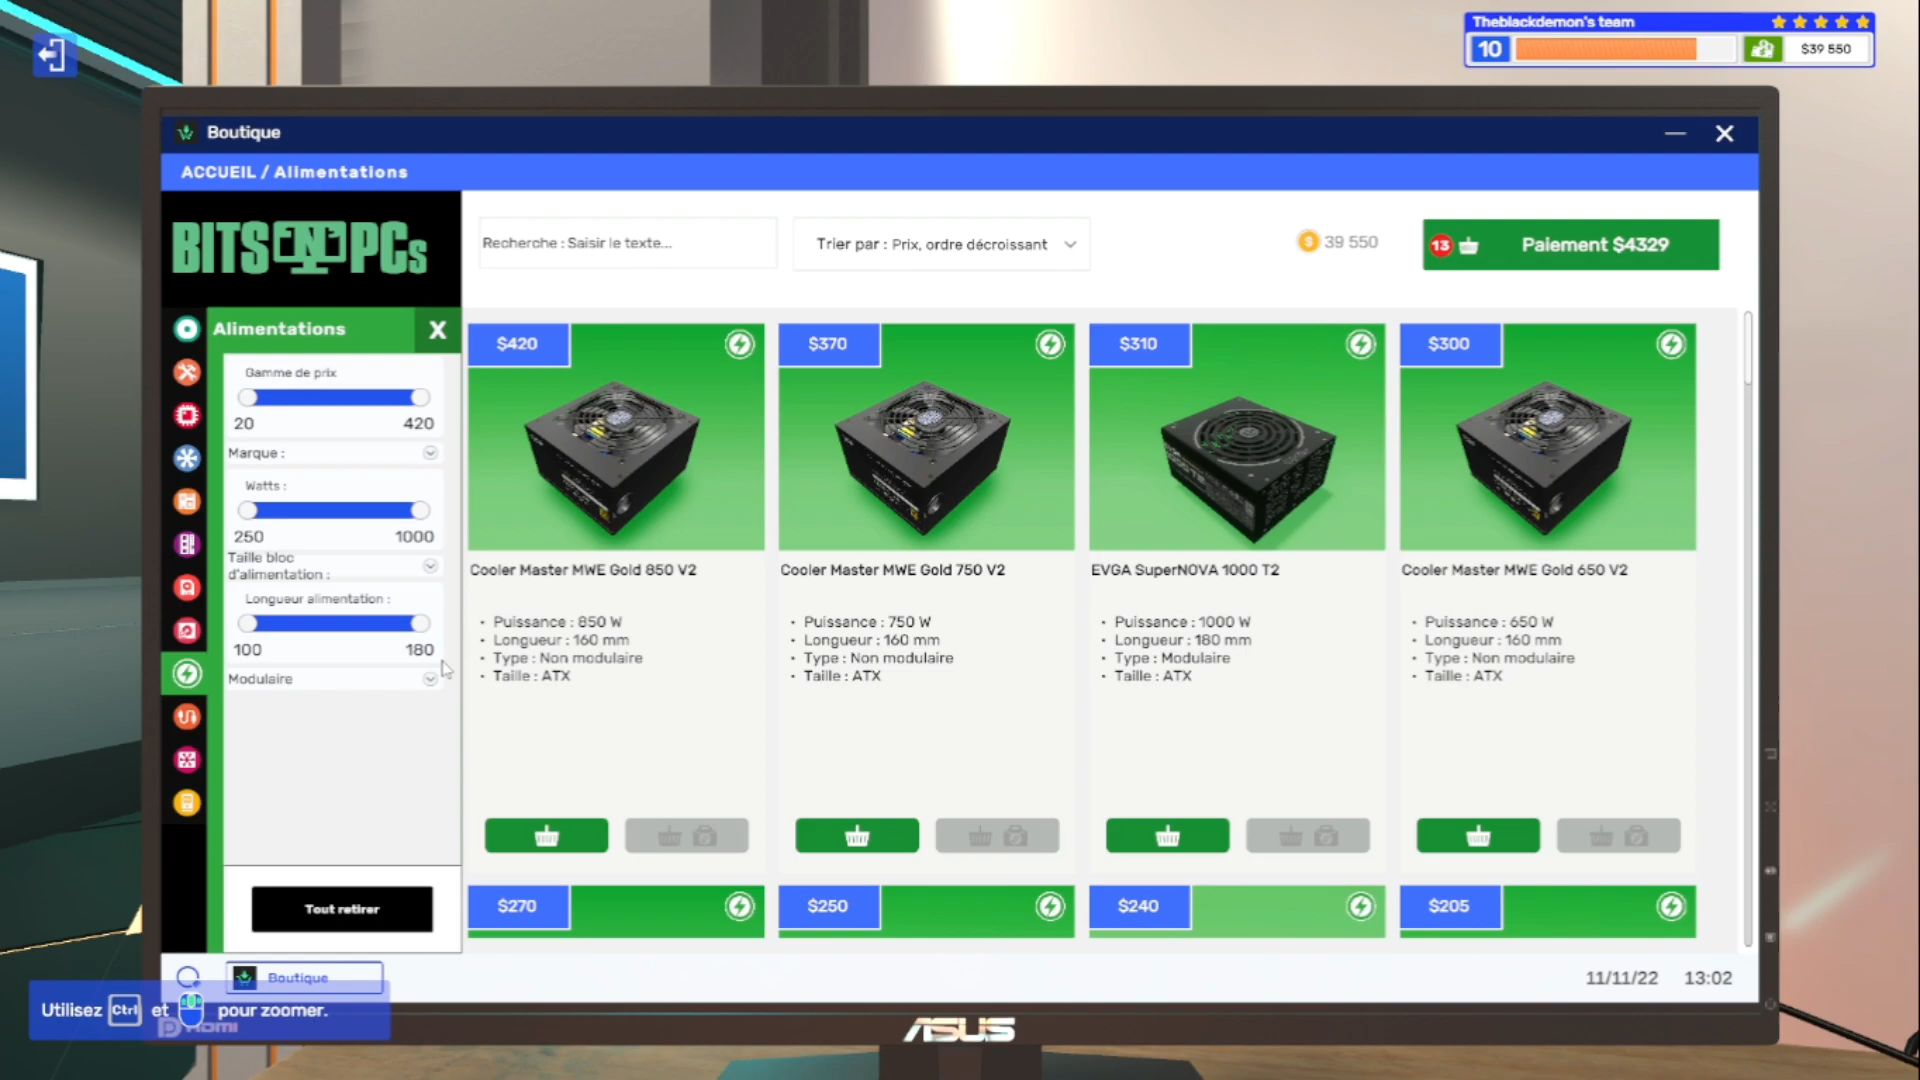 Theblackdemon's team
10
$39 550
Boutique
ACCUEIL / Alimentations
BITS N PCs
Recherche : Saisir le texte...
Trier par : Prix, ordre décroissant
$ 39 550
13
Paiement $4329
Alimentations
X
Gamme de prix
20
420
Marque :
Watts :
250
1000
Taille bloc
d'alimentation :
Longueur alimentation :
100
180
Modulaire
Tout retirer
$420
Cooler Master MWE Gold 850 V2
• Puissance : 850 W
• Longueur : 160 mm
• Type : Non modulaire
• Taille : ATX
$370
Cooler Master MWE Gold 750 V2
• Puissance : 750 W
• Longueur : 160 mm
• Type : Non modulaire
• Taille : ATX
$310
EVGA SuperNOVA 1000 T2
• Puissance : 1000 W
• Longueur : 180 mm
• Type : Modulaire
• Taille : ATX
$300
Cooler Master MWE Gold 650 V2
• Puissance : 650 W
• Longueur : 160 mm
• Type : Non modulaire
• Taille : ATX
$270
$250
$240
$205
Boutique
11/11/22
13:02
Utilisez Ctrl et pour zoomer.
HDMI
ASUS